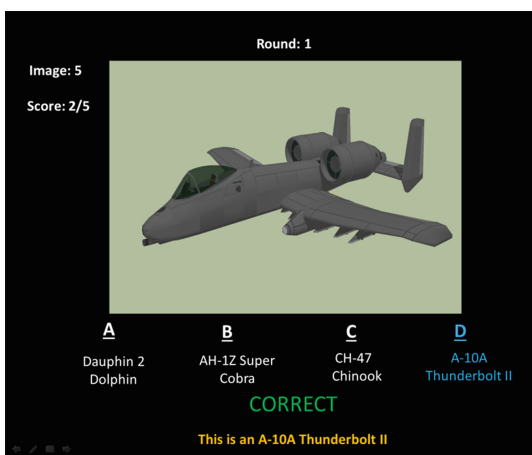 Round: 1
Image: 5
Score: 2/5
A
B
C
D
Dauphin 2
Dolphin
AH-1Z Super
Cobra
CH-47
Chinook
A-10A
Thunderbolt II
CORRECT
This is an A-10A Thunderbolt II